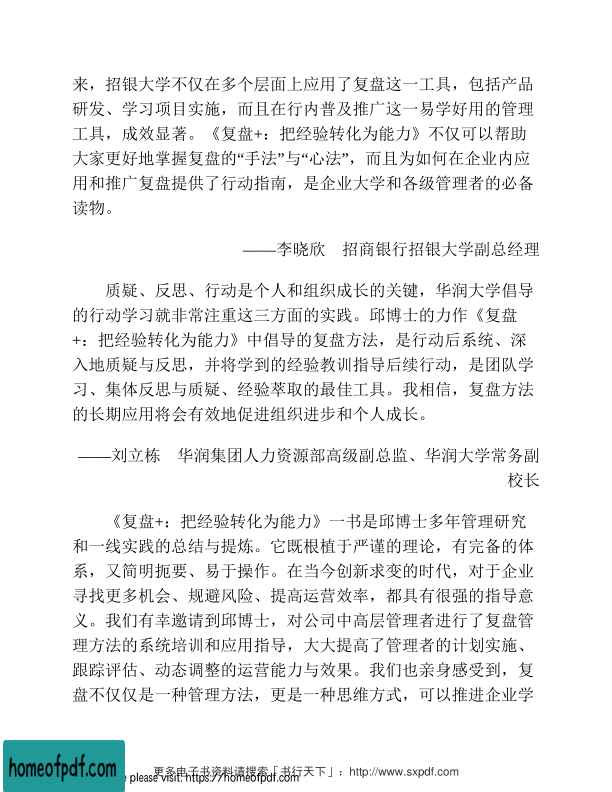 来，招银大学不仅在多个层面上应用了复盘这一工具，包括产品
研发、学习项目实施，而且在行内普及推广这一易学好用的管理
工具，成效显著。《复盘+：把经验转化为能力》不仅可以帮助
大家更好地掌握复盘的“手法”与“心法”，而且为如何在企业内应
用和推广复盘提供了行动指南，是企业大学和各级管理者的必备
读物。
——李晓欣　招商银行招银大学副总经理
质疑、反思、行动是个人和组织成长的关键，华润大学倡导
的行动学习就非常注重这三方面的实践。邱博士的力作《复盘
+：把经验转化为能力》中倡导的复盘方法，是行动后系统、深
入地质疑与反思，并将学到的经验教训指导后续行动，是团队学
习、集体反思与质疑、经验萃取的最佳工具。我相信，复盘方法
的长期应用将会有效地促进组织进步和个人成长。
——刘立栋　华润集团人力资源部高级副总监、华润大学常务副
校长
《复盘+：把经验转化为能力》一书是邱博士多年管理研究
和一线实践的总结与提炼。它既根植于严谨的理论，有完备的体
系，又简明扼要、易于操作。在当今创新求变的时代，对于企业
寻找更多机会、规避风险、提高运营效率，都具有很强的指导意
义。我们有幸邀请到邱博士，对公司中高层管理者进行了复盘管
理方法的系统培训和应用指导，大大提高了管理者的计划实施、
跟踪评估、动态调整的运营能力与效果。我们也亲身感受到，复
盘不仅仅是一种管理方法，更是一种思维方式，可以推进企业学
更多电子书资料请搜索「书行天下」：http://www.sxpdf.com
homeofpdf.com
please visit: https://homeofpdf.com